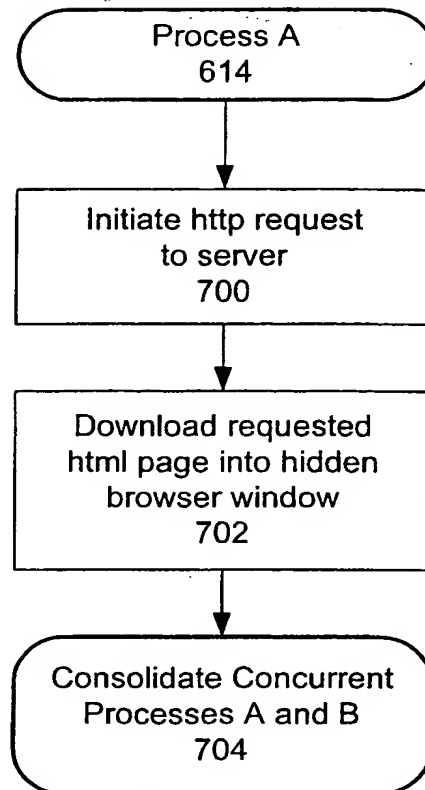 Process A
614
Initiate http request
to server
700
Download requested
html page into hidden
browser window
702
Consolidate Concurrent
Processes A and B
704